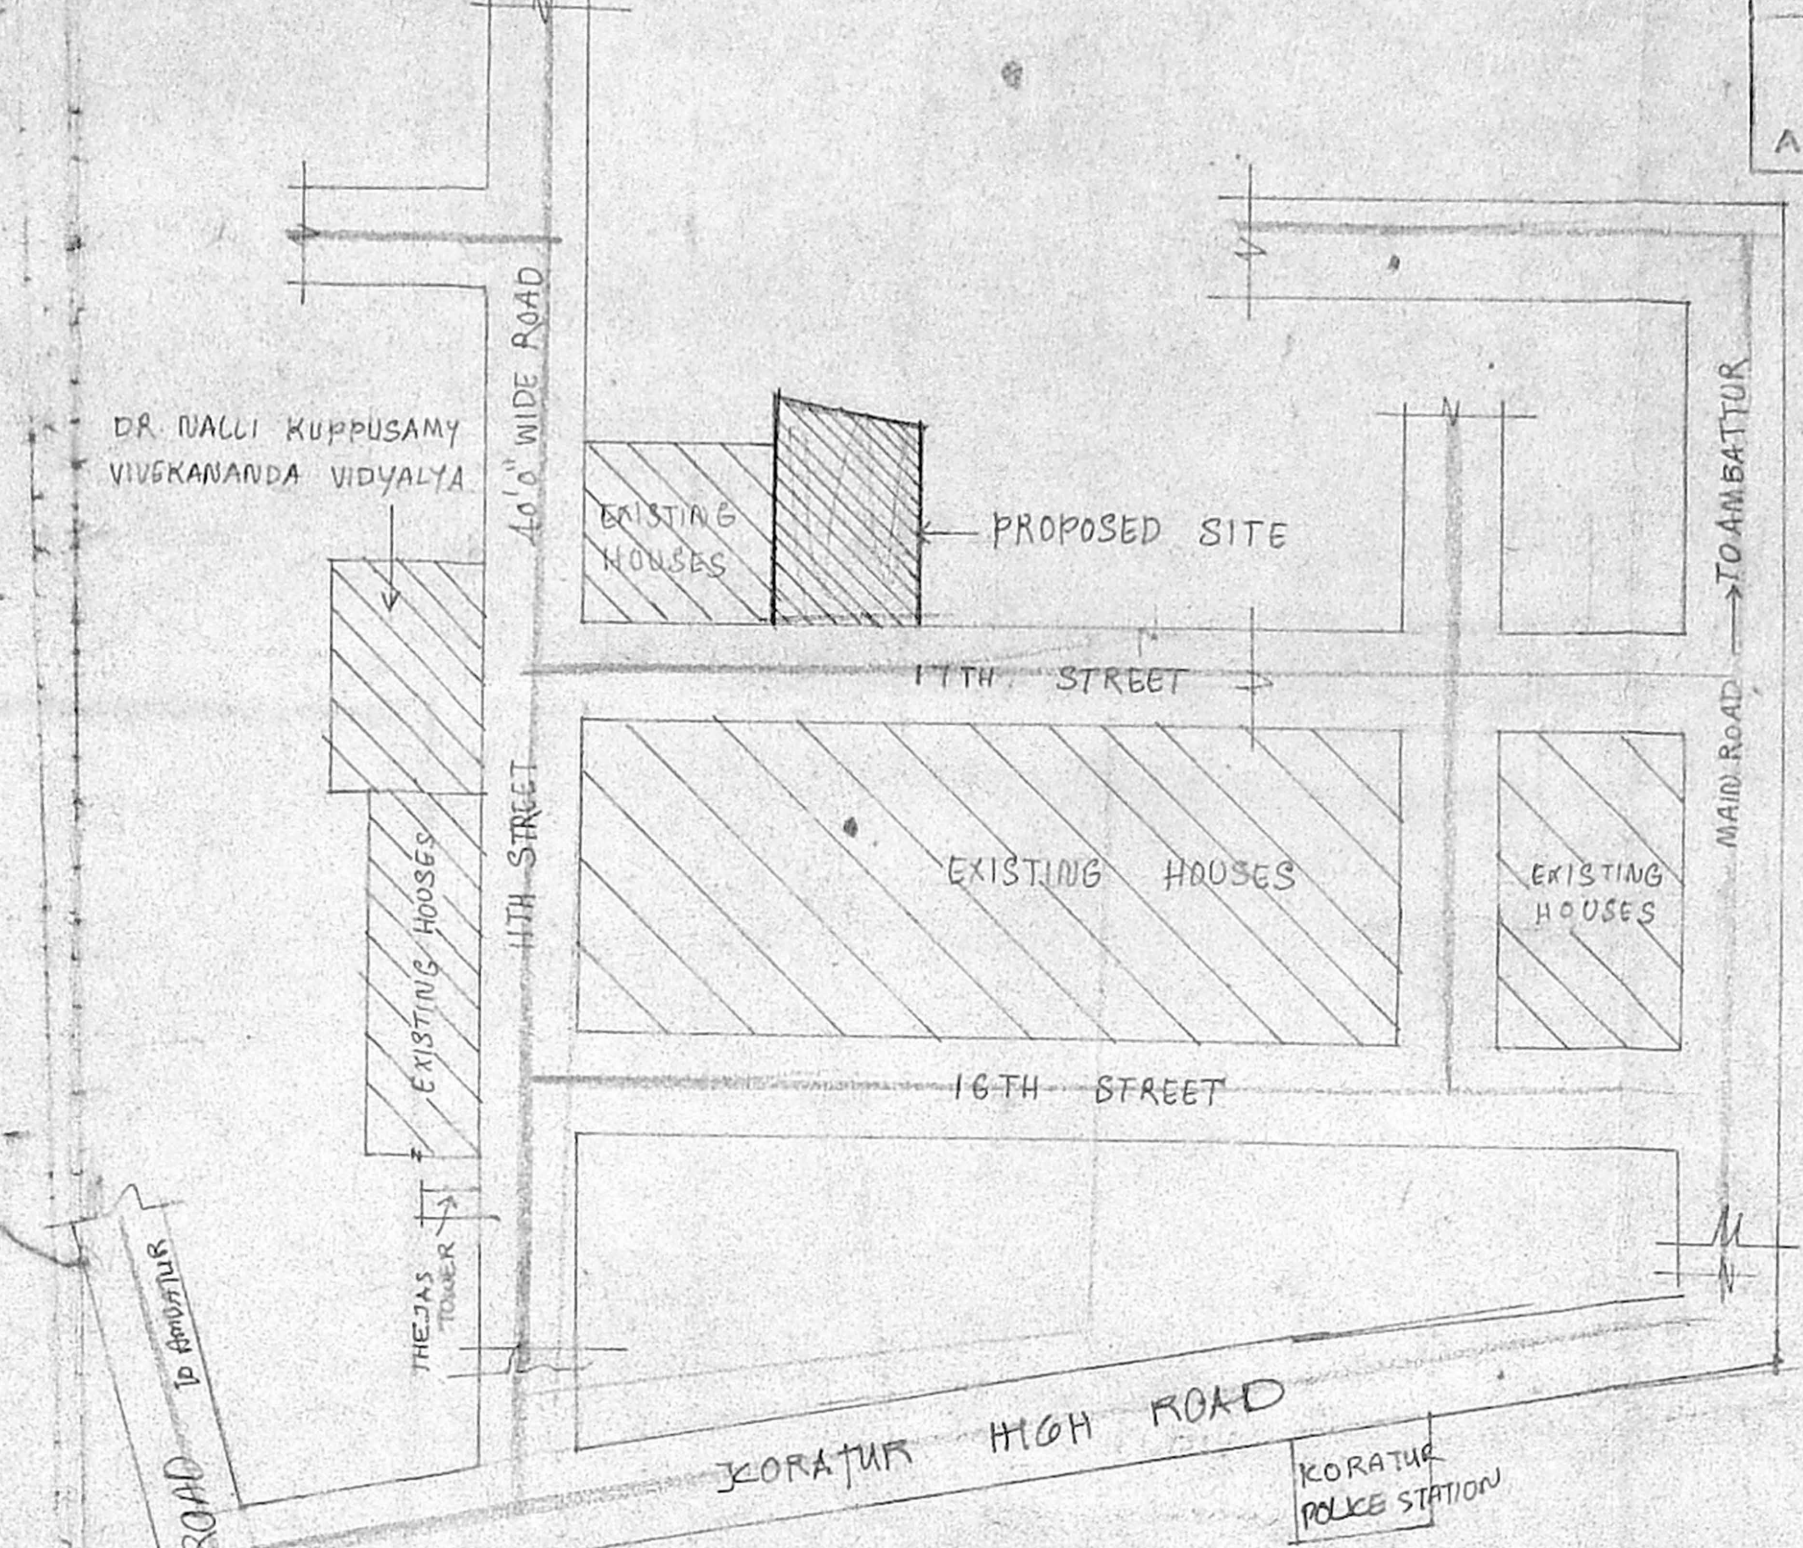 A
40'0" WIDE ROAD
DR NALLI KUPPUSAMY
VIVEKANANDA VIDYALYA
EXISTING
HOUSES
PROPOSED SITE
TO AMBATTUR
MAIN ROAD
17TH STREET
11TH STREET
EXISTING HOUSES
EXISTING HOUSES
EXISTING
HOUSES
16TH STREET
THEJAS
TOWER
TO AMBATUR
ROAD
KORATUR HIGH ROAD
KORATUR
POLICE STATION